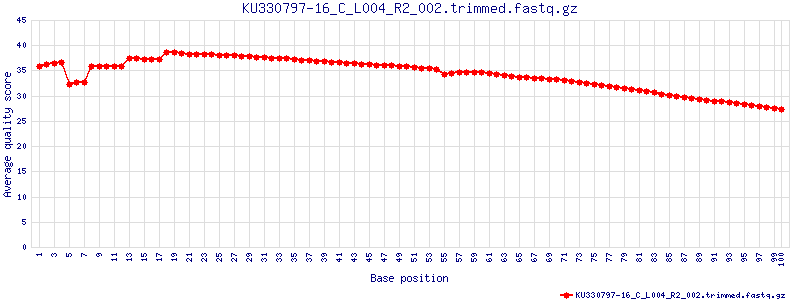 KU330797-16_C_L004_R2_002.trimmed.fastq.gz
Average quality score
45
40
35
30
25
20
15
10
5
0
1 3 5 7 9 11 13 15 17 19 21 23 25 27 29 31 33 35 37 39 41 43 45 47 49 51 53 55 57 59 61 63 65 67 69 71 73 75 77 79 81 83 85 87 89 91 93 95 97 99 100
Base position
KU330797-16_C_L004_R2_002.trimmed.fastq.gz